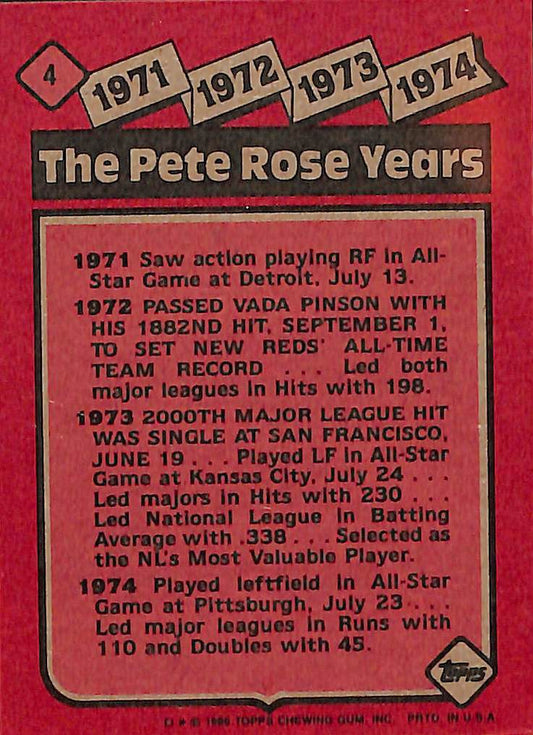 4
1971 1972 1973 1974
The Pete Rose Years
1971 Saw action playing RF in All-
Star Game at Detroit, July 13.
1972 PASSED VADA PINSON WITH
HIS 1882ND HIT, SEPTEMBER 1,
TO SET NEW REDS' ALL-TIME
TEAM RECORD . . . Led both
major leagues in Hits with 198.
1973 2000TH MAJOR LEAGUE HIT
WAS SINGLE AT SAN FRANCISCO,
JUNE 19 . . . Played LF in All-Star
Game at Kansas City, July 24 . . .
Led majors in Hits with 230 . . .
Led National League in Batting
Average with .338 . . . Selected as
the NL's Most Valuable Player.
1974 Played leftfield in All-Star
Game at Pittsburgh, July 23 . . .
Led major leagues in Runs with
110 and Doubles with 45.
TOPPS
© 1986 TOPPS CHEWING GUM, INC. PRTD. IN U.S.A.